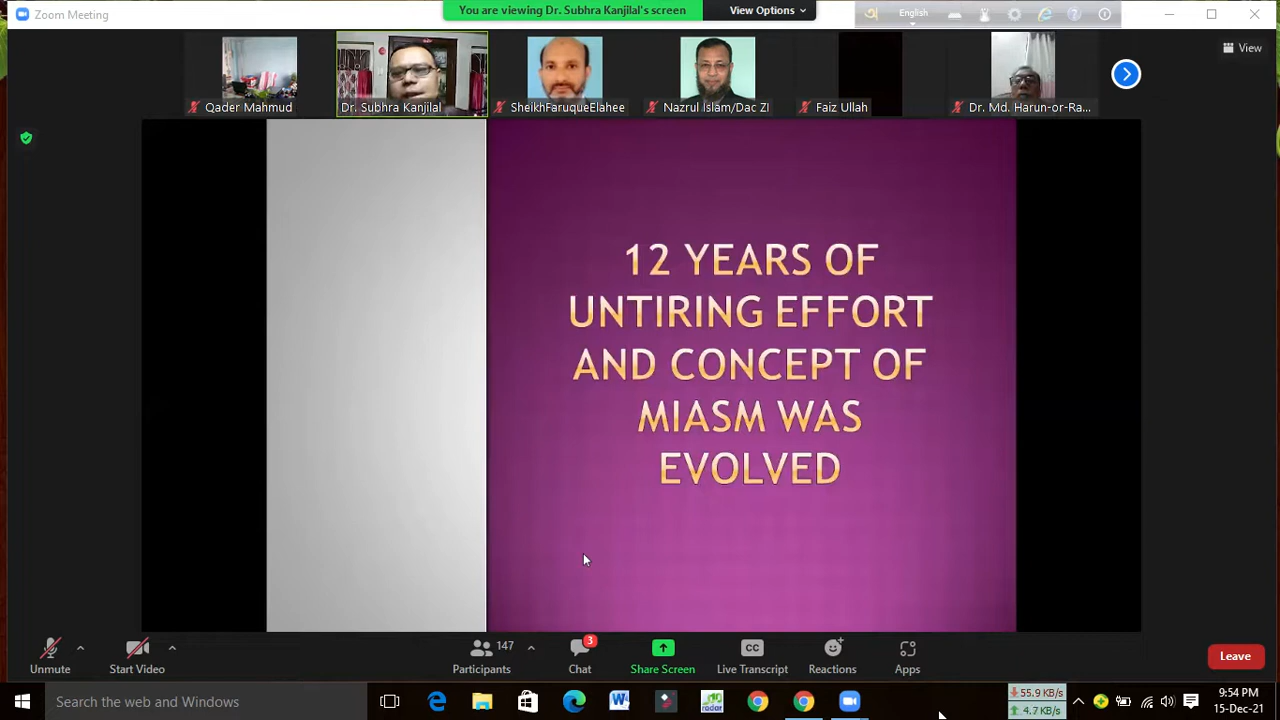 Zoom Meeting
You are viewing Dr. Subhra Kanjilal's screen
View Options
English
Qader Mahmud
Dr. Subhra Kanjilal
SheikhFaruqueElahee
Nazrul Islam/Dac ZI
Faiz Ullah
Dr. Md. Harun-or-Ra...
View
12 YEARS OF
UNTIRING EFFORT
AND CONCEPT OF
MIASM WAS
EVOLVED
Unmute
Start Video
147
Participants
3
Chat
Share Screen
CC
Live Transcript
Reactions
Apps
Leave
Search the web and Windows
radar
55.9 KB/s
4.7 KB/s
9:54 PM
15-Dec-21